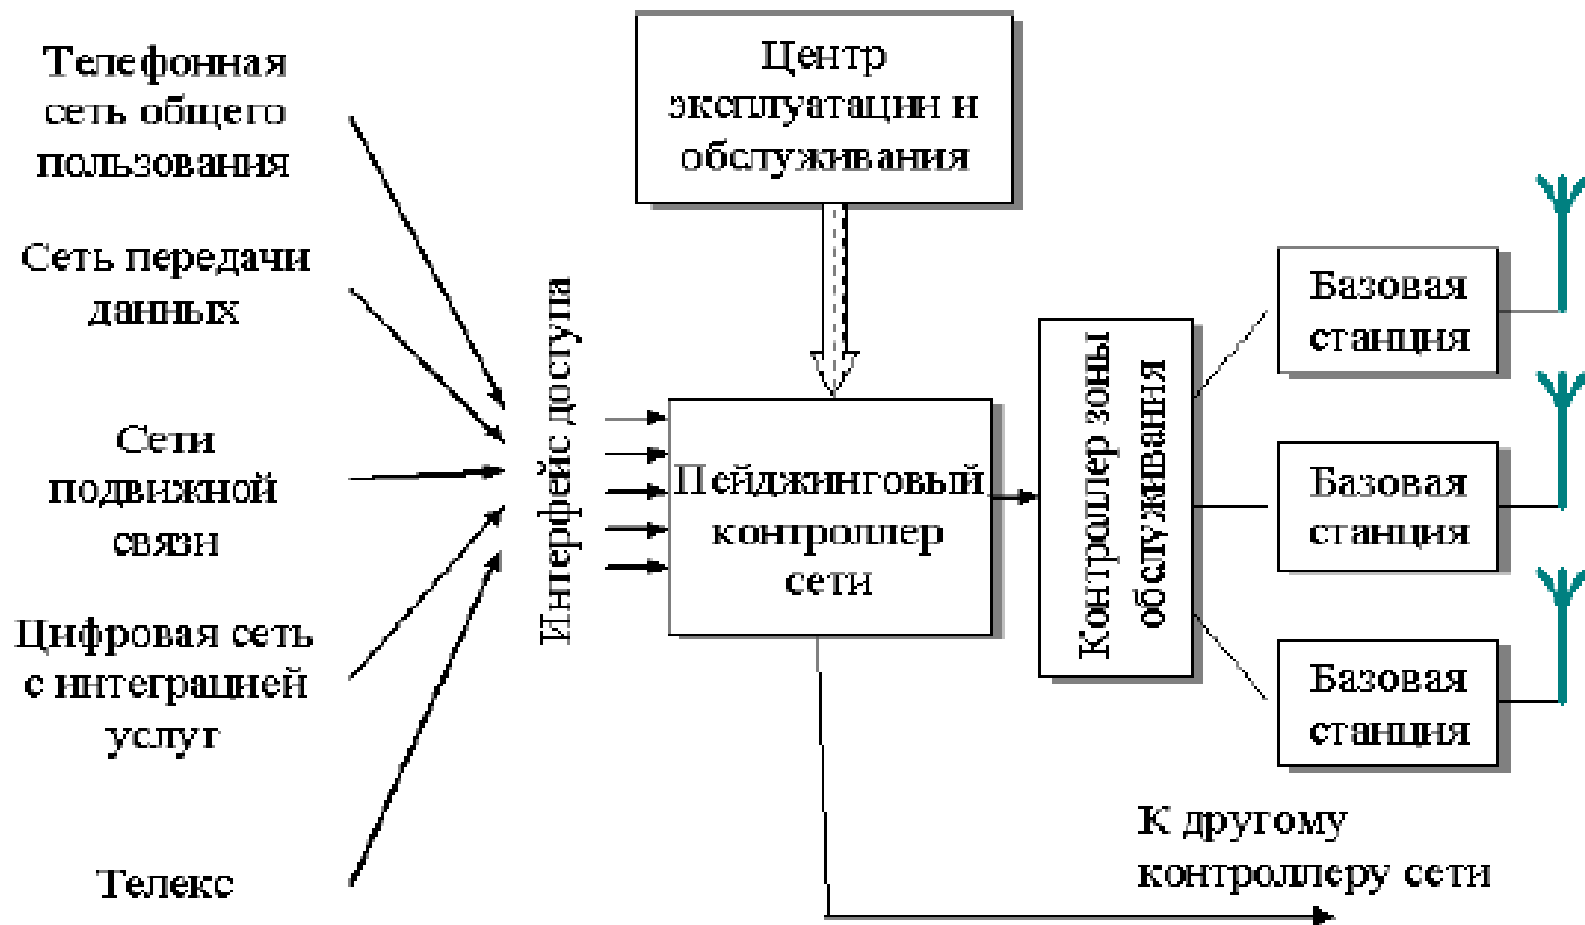 Телефонная
сеть общего
пользования
Сеть передачи
данных
Сети
подвижной
связи
Цифровая сеть
с интеграцией
услуг
Телекс
Интерфейс доступа
Центр
эксплуатации и
обслуживания
Пейджинговый
контроллер
сети
Контроллер зоны
обслуживания
Базовая
станция
Базовая
станция
Базовая
станция
К другому
контроллеру сети